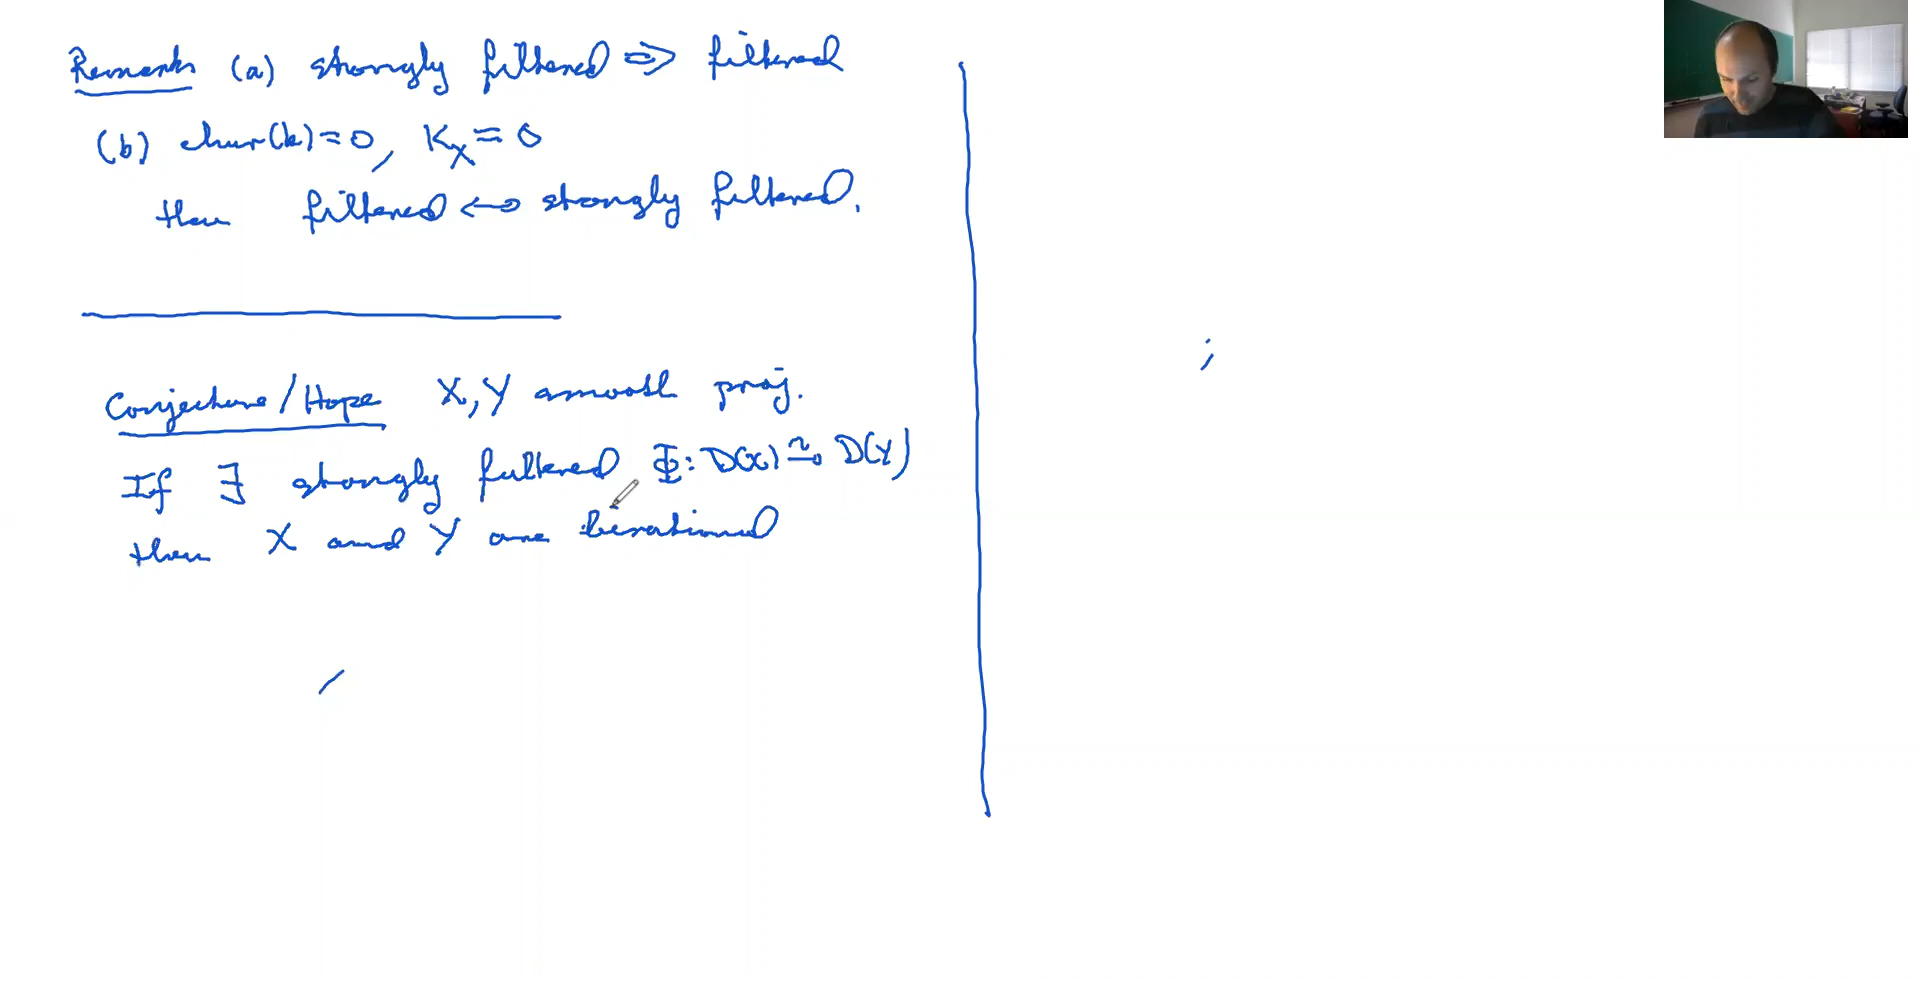 Remarks (a) strongly filtered ⇒ filtered
(b) char(k)=0, K_X = 0
then filtered ↔ strongly filtered.
Conjecture/Hope X, Y smooth proj.
If ∃ strongly filtered Φ: D(X) ≃ D(Y)
then X and Y are birational
;